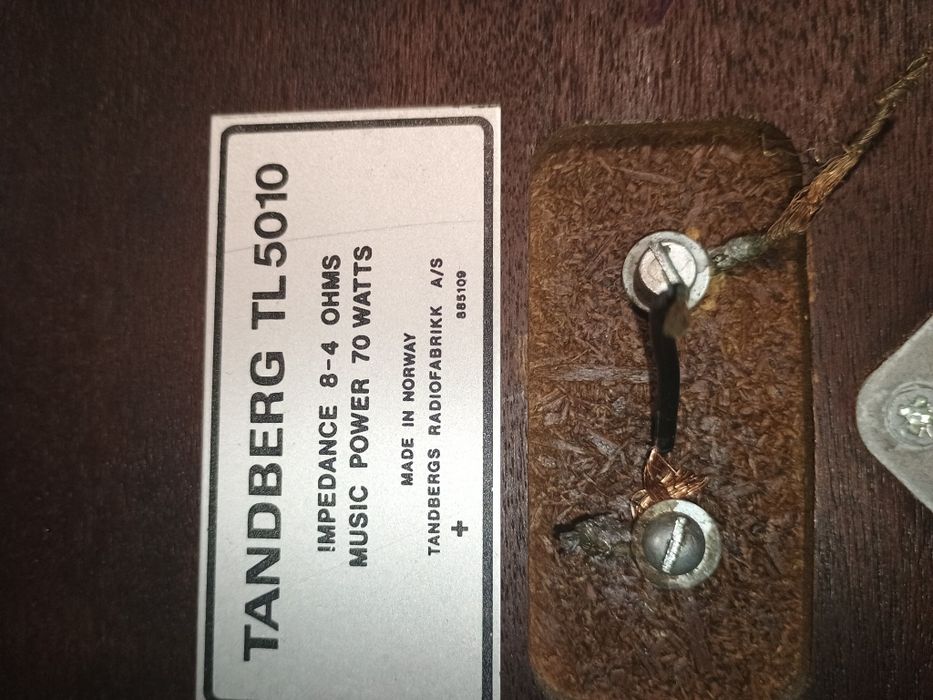 TANDBERG TL 5010
IMPEDANCE 8-4 OHMS
MUSIC POWER 70 WATTS
MADE IN NORWAY
TANDBERGS RADIOFABRIKK A/S
+ 885109